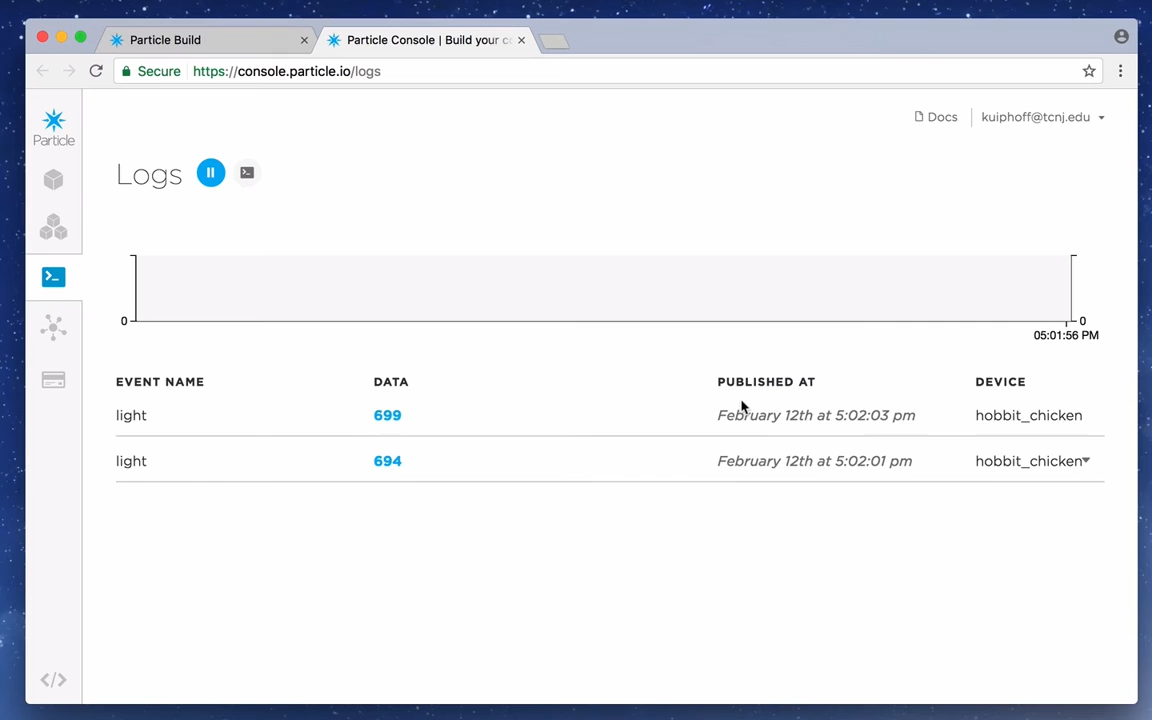 Particle Build
Particle Console | Build your c
Secure https://console.particle.io/logs
Particle
Docs
kuiphoff@tcnj.edu
Logs
0
0
05:01:56 PM
EVENT NAME DATA PUBLISHED AT DEVICE
light 699 February 12th at 5:02:03 pm hobbit_chicken
light 694 February 12th at 5:02:01 pm hobbit_chicken